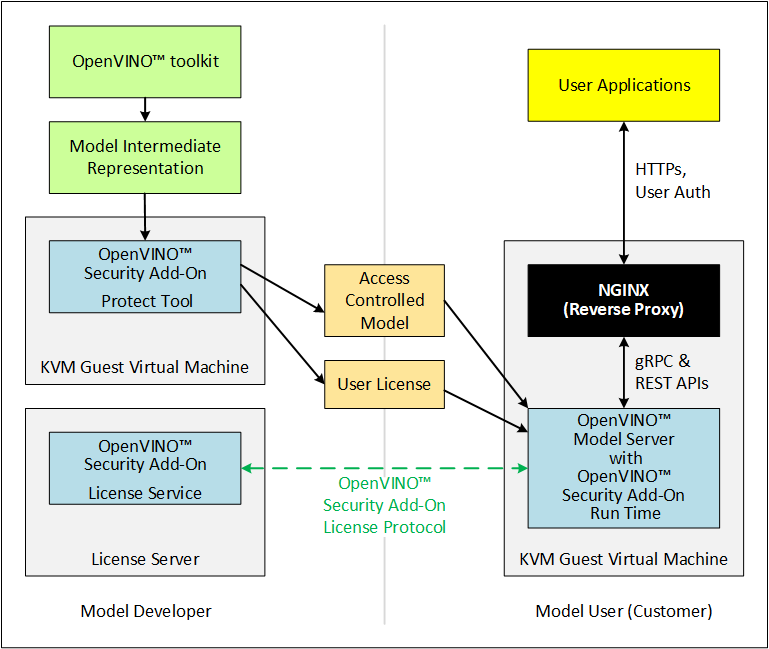 OpenVINO™ toolkit
Model Intermediate
Representation
OpenVINO™
Security Add-On
Protect Tool
KVM Guest Virtual Machine
OpenVINO™
Security Add-On
License Service
License Server
Model Developer
Access
Controlled
Model
User License
OpenVINO™
Security Add-On
License Protocol
User Applications
HTTPs,
User Auth
NGINX
(Reverse Proxy)
gRPC &
REST APIs
OpenVINO™
Model Server
with
OpenVINO™
Security Add-On
Run Time
KVM Guest Virtual Machine
Model User (Customer)